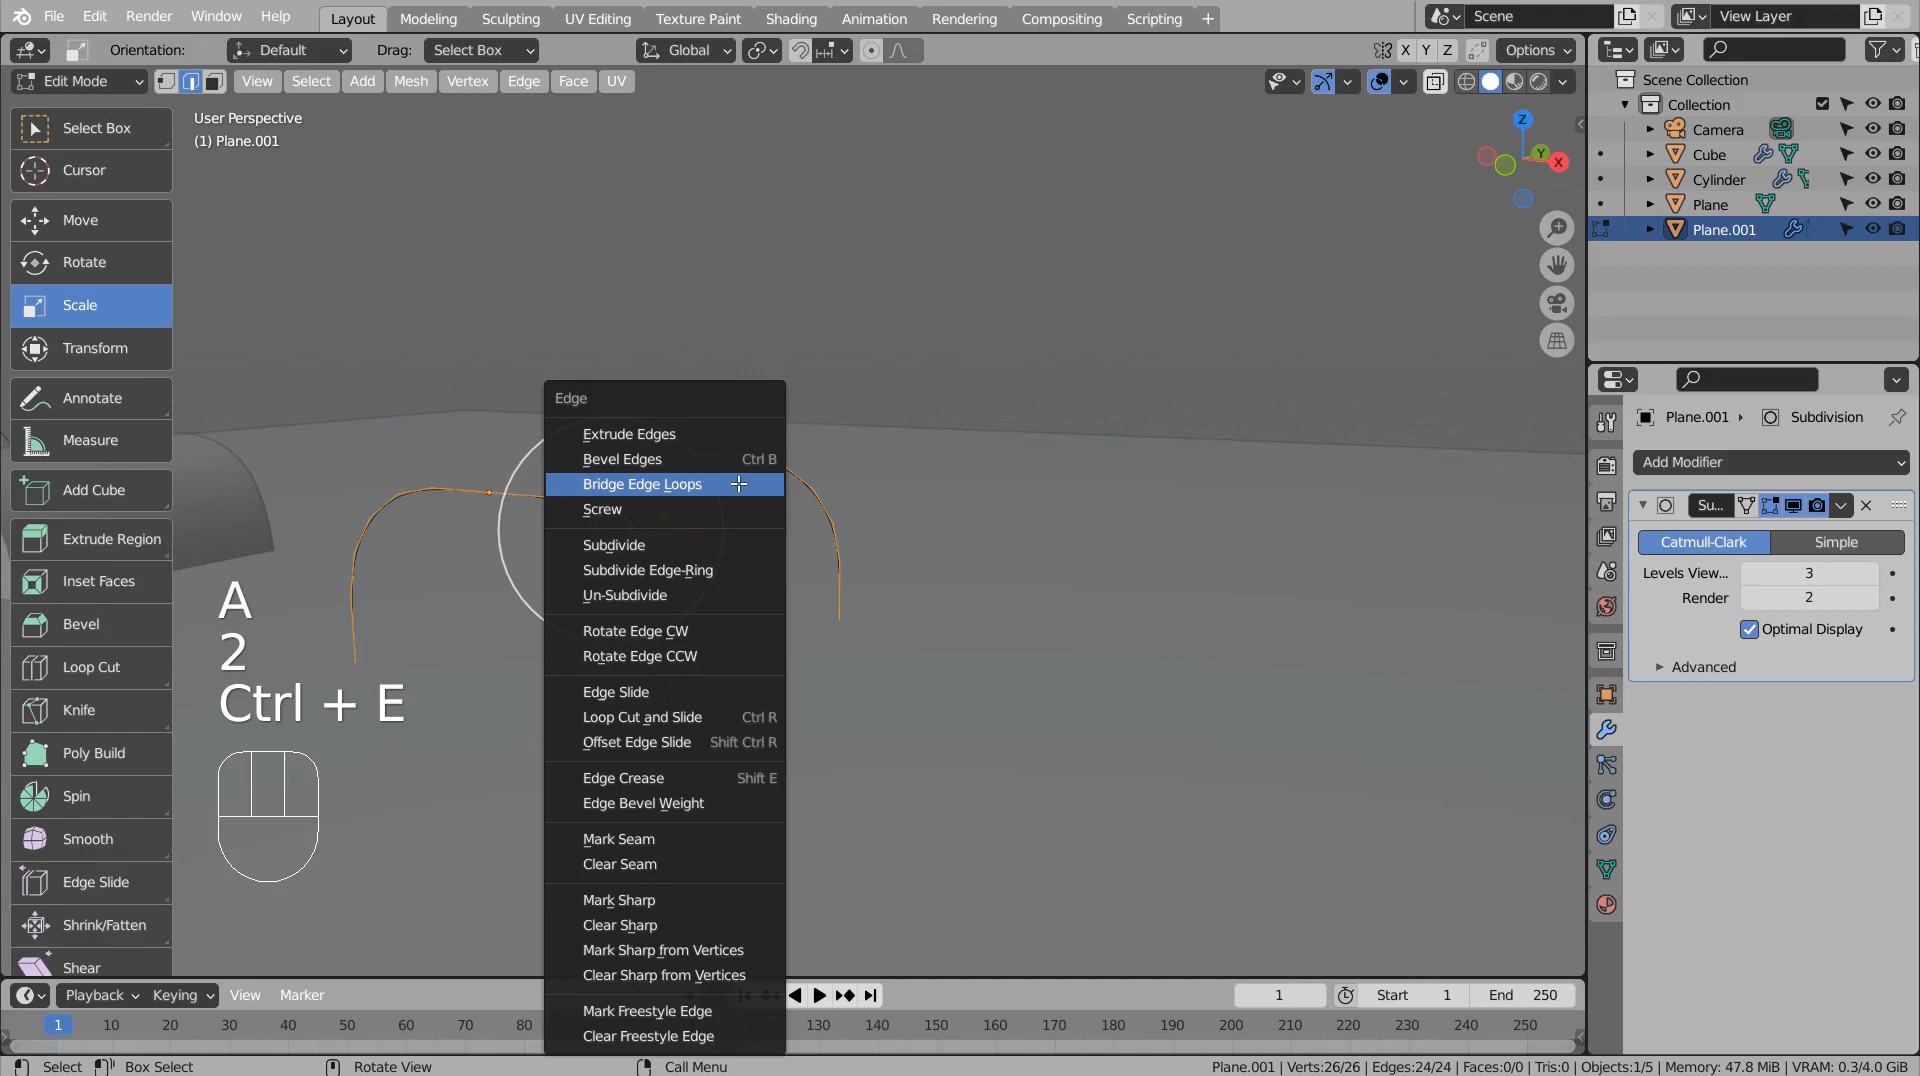 File Edit Render Window Help Layout Modeling Sculpting UV Editing Texture Paint Shading Animation Rendering Compositing Scripting + Scene View Layer
Orientation: Default Drag: Select Box Global X Y Z Options
Edit Mode View Select Add Mesh Vertex Edge Face UV
User Perspective
(1) Plane.001
Select Box
Cursor
Move
Rotate
Scale
Transform
Annotate
Measure
Add Cube
Extrude Region
Inset Faces
Bevel
Loop Cut
Knife
Poly Build
Spin
Smooth
Edge Slide
Shrink/Fatten
Shear
A
2
Ctrl + E
Edge
Extrude Edges
Bevel Edges Ctrl B
Bridge Edge Loops
Screw
Subdivide
Subdivide Edge-Ring
Un-Subdivide
Rotate Edge CW
Rotate Edge CCW
Edge Slide
Loop Cut and Slide Ctrl R
Offset Edge Slide Shift Ctrl R
Edge Crease Shift E
Edge Bevel Weight
Mark Seam
Clear Seam
Mark Sharp
Clear Sharp
Mark Sharp from Vertices
Clear Sharp from Vertices
Mark Freestyle Edge
Clear Freestyle Edge
Z
Y
X
Scene Collection
Collection
Camera
Cube
Cylinder
Plane
Plane.001
Plane.001 Subdivision
Add Modifier
Su...
Catmull-Clark Simple
Levels View... 3
Render 2
Optimal Display
Advanced
Playback Keying View Marker 1 Start 1 End 250
1 10 20 30 40 50 60 70 80 130 140 150 160 170 180 190 200 210 220 230 240 250
Select Box Select Rotate View Call Menu Plane.001 | Verts:26/26 | Edges:24/24 | Faces:0/0 | Tris:0 | Objects:1/5 | Memory: 47.8 MiB | VRAM: 0.3/4.0 GiB